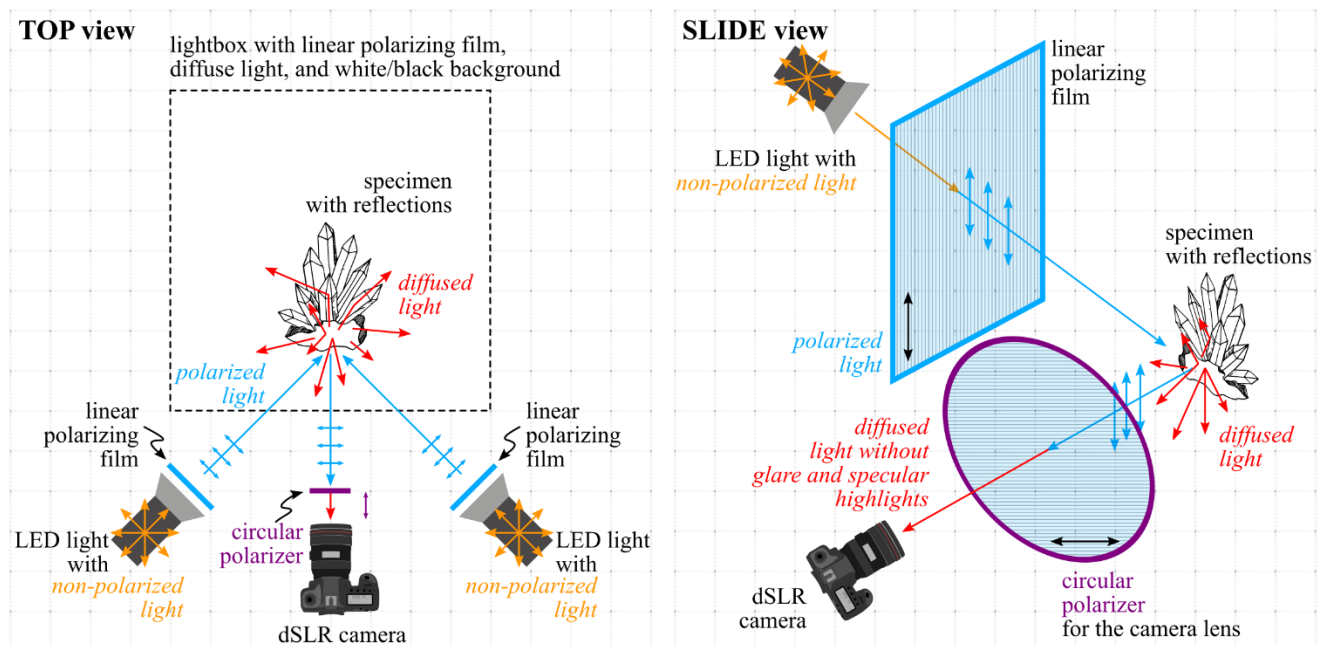 TOP view
lightbox with linear polarizing film,
diffuse light, and white/black background
specimen
with reflections
diffused
light
polarized
light
linear
polarizing
film
linear
polarizing
film
circular
polarizer
LED light
with
non-polarized
light
LED light
with
non-polarized
light
dSLR camera
SLIDE view
linear
polarizing
film
LED light with
non-polarized light
specimen
with reflections
polarized
light
diffused
light without
glare and specular
highlights
diffused
light
dSLR
camera
circular
polarizer
for the camera lens